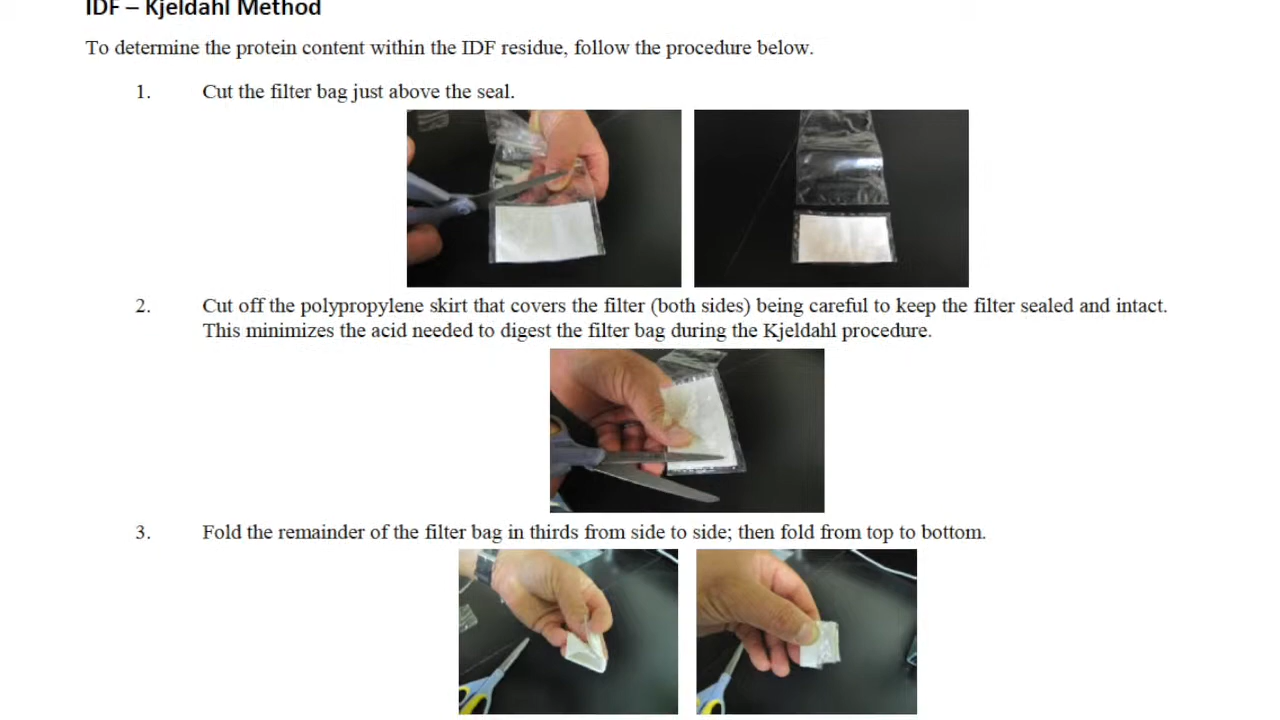 IDF – Kjeldahl Method
To determine the protein content within the IDF residue, follow the procedure below.
1. Cut the filter bag just above the seal.
2. Cut off the polypropylene skirt that covers the filter (both sides) being careful to keep the filter sealed and intact.
This minimizes the acid needed to digest the filter bag during the Kjeldahl procedure.
3. Fold the remainder of the filter bag in thirds from side to side; then fold from top to bottom.